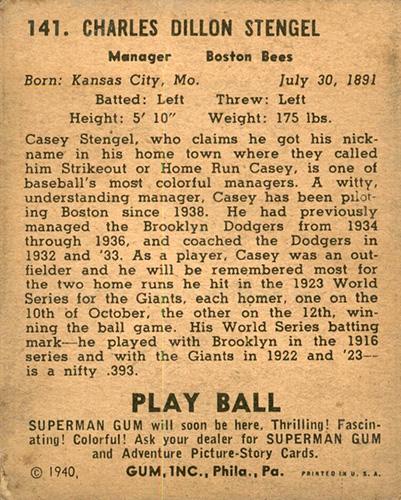 141. CHARLES DILLON STENGEL
Manager Boston Bees
Born: Kansas City, Mo. July 30, 1891
Batted: Left Threw: Left
Height: 5' 10" Weight: 175 lbs.
Casey Stengel, who claims he got his nick-
name in his home town where they called
him Strikeout or Home Run Casey, is one of
baseball's most colorful managers. A witty,
understanding manager, Casey has been pilot-
ing Boston since 1938. He had previously
managed the Brooklyn Dodgers from 1934
through 1936, and coached the Dodgers in
1932 and '33. As a player, Casey was an out-
fielder and he will be remembered most for
the two home runs he hit in the 1923 World
Series for the Giants, each homer, one on the
10th of October, the other on the 12th, win-
ning the ball game. His World Series batting
mark—he played with Brooklyn in the 1916
series and with the Giants in 1922 and '23—
is a nifty .393.
PLAY BALL
SUPERMAN GUM will soon be here. Thrilling! Fascin-
ating! Colorful! Ask your dealer for SUPERMAN GUM
and Adventure Picture-Story Cards.
© 1940, GUM, INC., Phila., Pa. PRINTED IN U. S. A.